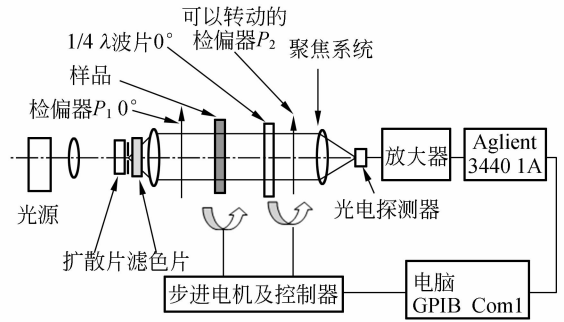 可以转动的
检偏器P₂
1/4 λ波片0°
聚焦系统
样品
检偏器P₁ 0°
放大器
Agilent
3440 1A
光源
光电探测器
扩散片滤色片
步进电机及控制器
电脑
GPIB Com1